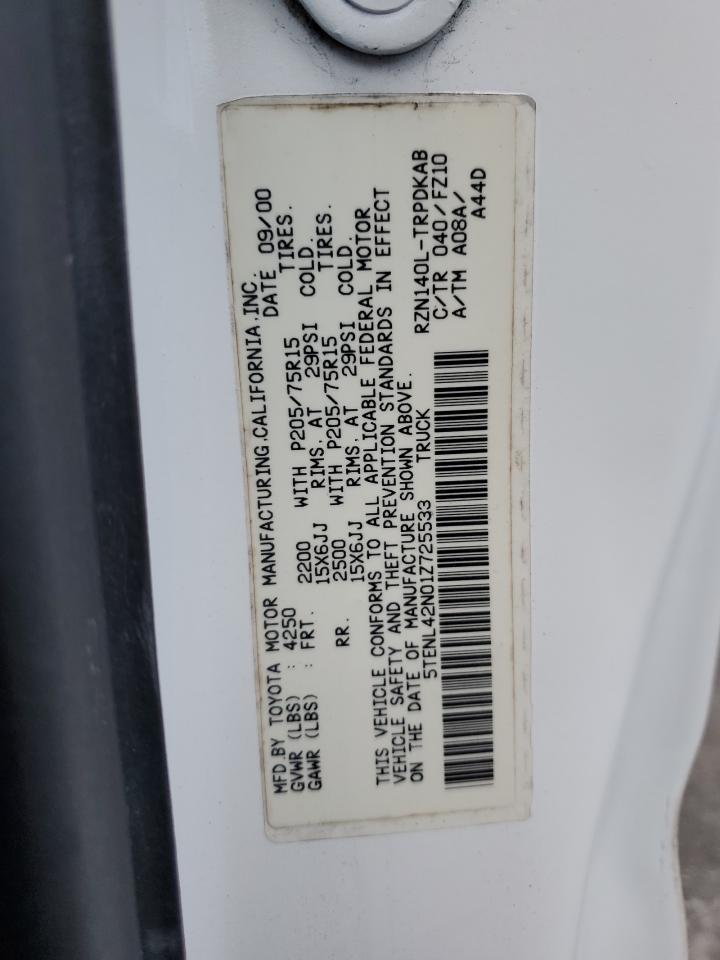 MFD.BY TOYOTA MOTOR MANUFACTURING,CALIFORNIA,INC.
GVWR (LBS) : 4250 DATE 09/00
GAWR (LBS) : FRT. 2200 WITH P205/75R15 TIRES.
15X6JJ RIMS, AT 29PSI COLD.
RR. 2500 WITH P205/75R15 TIRES.
15X6JJ RIMS, AT 29PSI COLD.
THIS VEHICLE CONFORMS TO ALL APPLICABLE FEDERAL MOTOR
VEHICLE SAFETY AND THEFT PREVENTION STANDARDS IN EFFECT
ON THE DATE OF MANUFACTURE SHOWN ABOVE.
5TENL42N01Z725533 TRUCK
RZN140L-TRPDKAB
C/TR 040/FZ10
A/TM A08A/
A44D